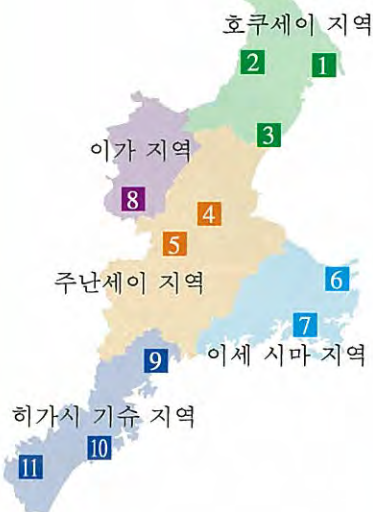 호쿠세이 지역
2
1
3
이가 지역
8
4
5
주난세이 지역
6
7
이세 시마 지역
9
히가시 기슈 지역
10
11